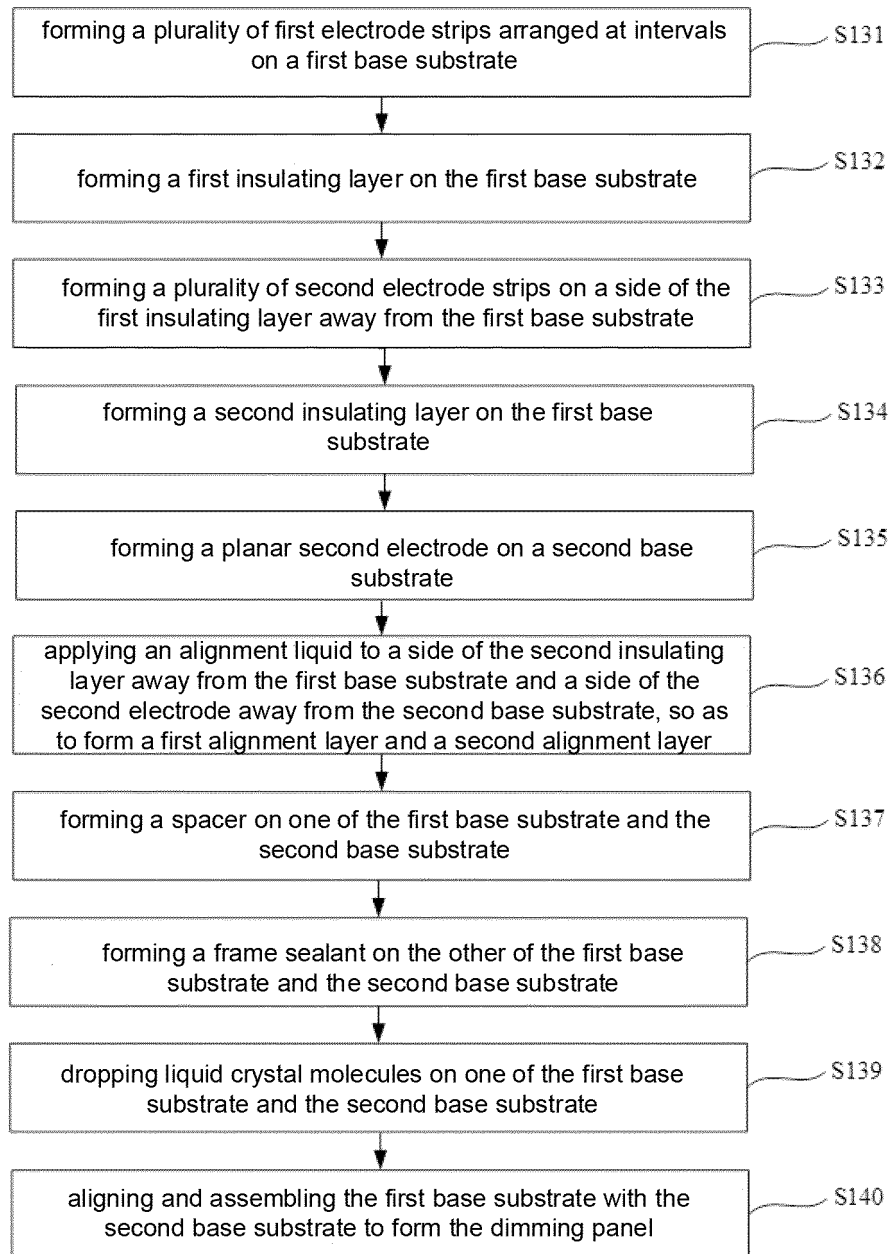 forming a plurality of first electrode strips arranged at intervals
on a first base substrate
S131
forming a first insulating layer on the first base substrate
S132
forming a plurality of second electrode strips on a side of the
first insulating layer away from the first base substrate
S133
forming a second insulating layer on the first base
substrate
S134
forming a planar second electrode on a second base
substrate
S135
applying an alignment liquid to a side of the second insulating
layer away from the first base substrate and a side of the
second electrode away from the second base substrate, so as
to form a first alignment layer and a second alignment layer
S136
forming a spacer on one of the first base substrate and the
second base substrate
S137
forming a frame sealant on the other of the first base
substrate and the second base substrate
S138
dropping liquid crystal molecules on one of the first base
substrate and the second base substrate
S139
aligning and assembling the first base substrate with the
second base substrate to form the dimming panel
S140